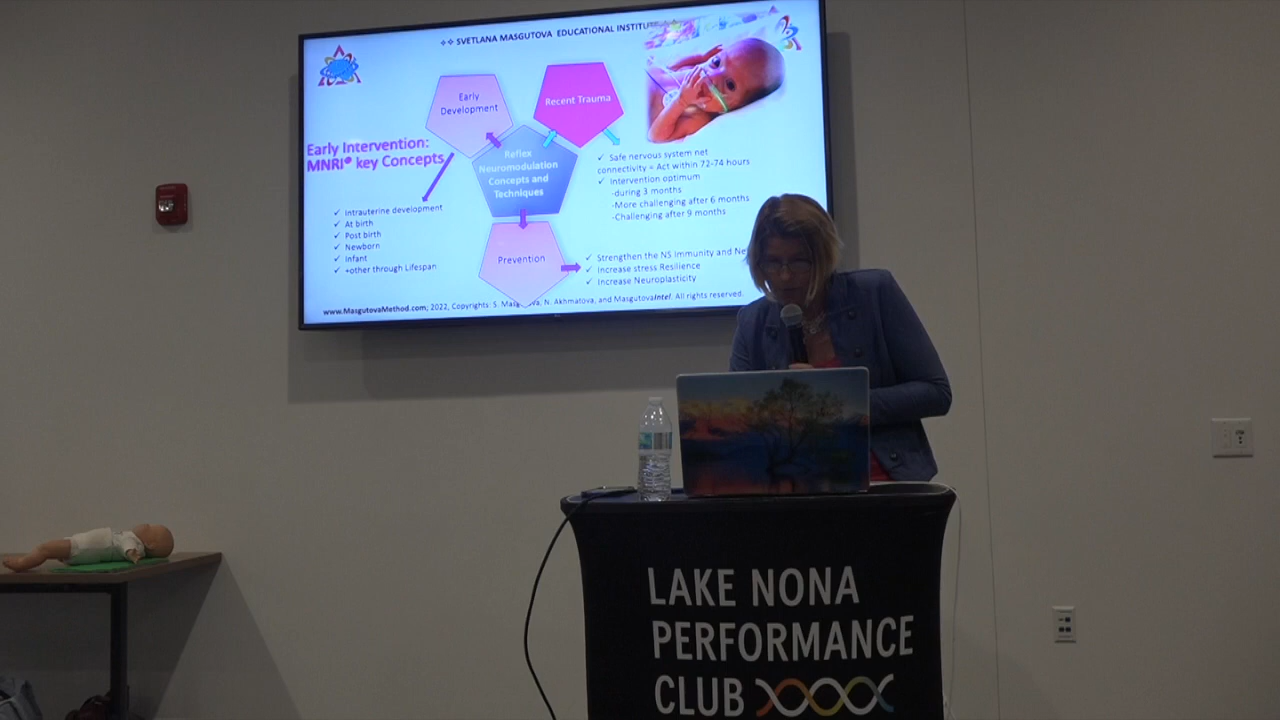 ❖❖ SVETLANA MASGUTOVA EDUCATIONAL
Early
Development
Recent Trauma
Early Intervention:
MNRI® key Concepts
Reflex
Neuromodulation
Concepts and
Techniques
✓ Safe nervous system net
connectivity = Act within 72-74 hours
✓ Intervention optimum
-during 3 months
-More challenging after 6 months
-Challenging after 9 months
✓ Intrauterine development
✓ At birth
✓ Post birth
✓ Newborn
✓ Infant
✓ +other through Lifespan
Prevention
✓ Strengthen the NS Immunity and
✓ Increase stress Resilience
✓ Increase Neuroplasticity
www.MasgutovaMethod.com, 2022, Copyrights: S. N. Akhmatova, and MasgutovaIntel. All rights reserved.
LAKE NONA
PERFORMANCE
CLUB